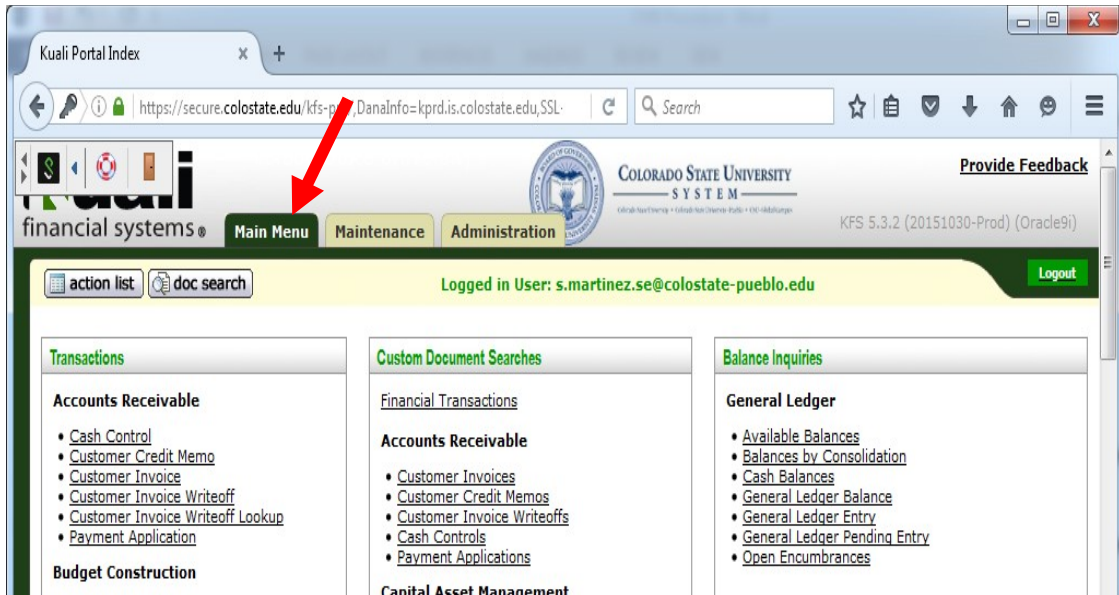 Kuali Portal Index
https://secure.colostate.edu/kfs-p ,DanaInfo=kprd.is.colostate.edu,SSL·
Search
financial systems®
COLORADO STATE UNIVERSITY
SYSTEM
Provide Feedback
KFS 5.3.2 (20151030-Prod) (Oracle9i)
Main Menu
Maintenance
Administration
action list
doc search
Logged in User: s.martinez.se@colostate-pueblo.edu
Logout
Transactions
Accounts Receivable
• Cash Control
• Customer Credit Memo
• Customer Invoice
• Customer Invoice Writeoff
• Customer Invoice Writeoff Lookup
• Payment Application
Budget Construction
Custom Document Searches
Financial Transactions
Accounts Receivable
• Customer Invoices
• Customer Credit Memos
• Customer Invoice Writeoffs
• Cash Controls
• Payment Applications
Capital Asset Management
Balance Inquiries
General Ledger
• Available Balances
• Balances by Consolidation
• Cash Balances
• General Ledger Balance
• General Ledger Entry
• General Ledger Pending Entry
• Open Encumbrances